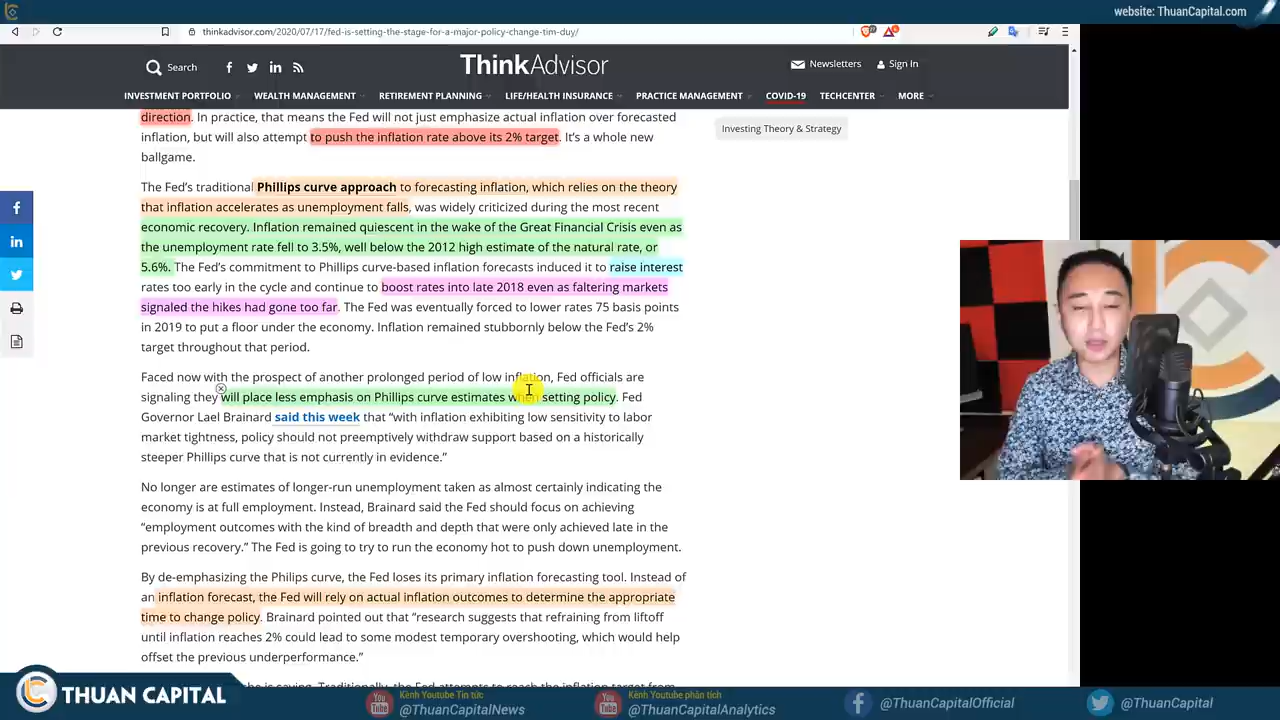 website: ThuanCapital.com
thinkadvisor.com/2020/07/17/fed-is-setting-the-stage-for-a-major-policy-change-tim-duy/
Search
ThinkAdvisor
Newsletters
Sign In
INVESTMENT PORTFOLIO
WEALTH MANAGEMENT
RETIREMENT PLANNING
LIFE/HEALTH INSURANCE
PRACTICE MANAGEMENT
COVID-19
TECHCENTER
MORE
direction. In practice, that means the Fed will not just emphasize actual inflation over forecasted
inflation, but will also attempt to push the inflation rate above its 2% target. It's a whole new
ballgame.
Investing Theory & Strategy
The Fed's traditional Phillips curve approach to forecasting inflation, which relies on the theory
that inflation accelerates as unemployment falls, was widely criticized during the most recent
economic recovery. Inflation remained quiescent in the wake of the Great Financial Crisis even as
the unemployment rate fell to 3.5%, well below the 2012 high estimate of the natural rate, or
5.6%. The Fed's commitment to Phillips curve-based inflation forecasts induced it to raise interest
rates too early in the cycle and continue to boost rates into late 2018 even as faltering markets
signaled the hikes had gone too far. The Fed was eventually forced to lower rates 75 basis points
in 2019 to put a floor under the economy. Inflation remained stubbornly below the Fed's 2%
target throughout that period.
Faced now with the prospect of another prolonged period of low inflation, Fed officials are
signaling they will place less emphasis on Phillips curve estimates when setting policy. Fed
Governor Lael Brainard said this week that "with inflation exhibiting low sensitivity to labor
market tightness, policy should not preemptively withdraw support based on a historically
steeper Phillips curve that is not currently in evidence."
No longer are estimates of longer-run unemployment taken as almost certainly indicating the
economy is at full employment. Instead, Brainard said the Fed should focus on achieving
"employment outcomes with the kind of breadth and depth that were only achieved late in the
previous recovery." The Fed is going to try to run the economy hot to push down unemployment.
By de-emphasizing the Philips curve, the Fed loses its primary inflation forecasting tool. Instead of
an inflation forecast, the Fed will rely on actual inflation outcomes to determine the appropriate
time to change policy. Brainard pointed out that "research suggests that refraining from liftoff
until inflation reaches 2% could lead to some modest temporary overshooting, which would help
offset the previous underperformance."
she is saying. Traditionally, the Fed attempts to reach the inflation target from
THUAN CAPITAL
Kênh Youtube Tin tức
@ThuanCapitalNews
Kênh Youtube phân tích
@ThuanCapitalAnalytics
@ThuanCapitalOfficial
@ThuanCapital